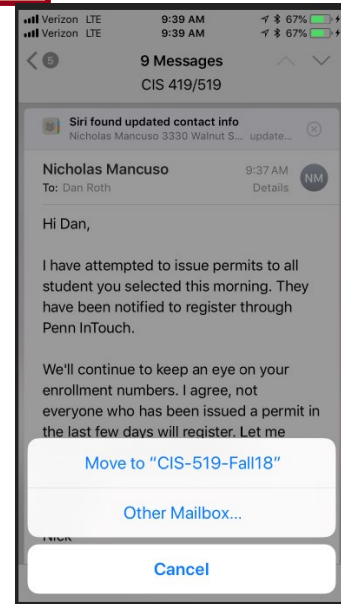 Verizon LTE 9:39 AM 67%
Verizon LTE 9:39 AM 67%
5 9 Messages
CIS 419/519
Siri found updated contact info
Nicholas Mancuso 3330 Walnut S... update...
Nicholas Mancuso 9:37 AM NM
To: Dan Roth Details
Hi Dan,
I have attempted to issue permits to all
student you selected this morning. They
have been notified to register through
Penn InTouch.
We'll continue to keep an eye on your
enrollment numbers. I agree, not
everyone who has been issued a permit in
the last few days will register. Let me
Move to “CIS-519-Fall18”
Other Mailbox...
Nick
Cancel